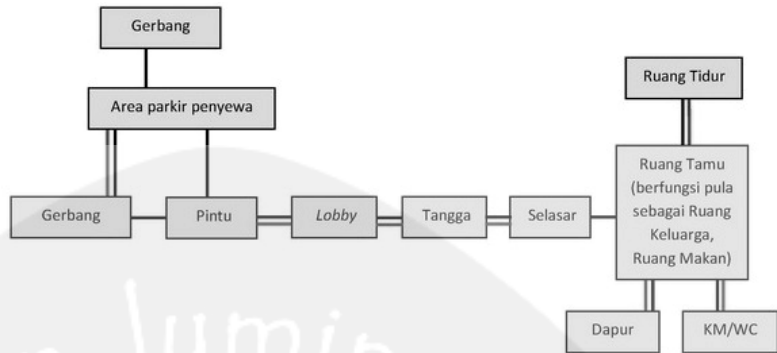 Gerbang
Area parkir penyewa
Ruang Tidur
Gerbang
Pintu
Lobby
Tangga
Selasar
Ruang Tamu
(berfungsi pula
sebagai Ruang
Keluarga,
Ruang Makan)
Dapur
KM/WC
lumin